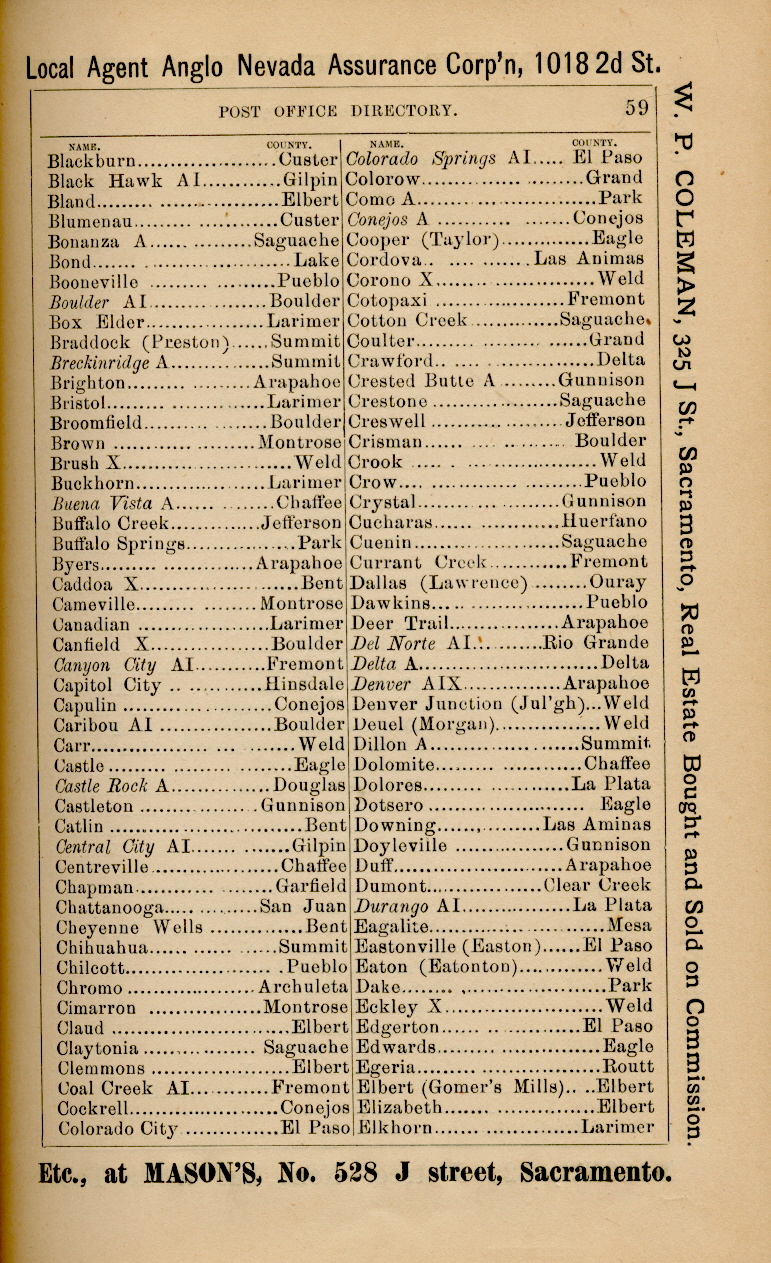 Local Agent Anglo Nevada Assurance Corp'n, 1018 2d St.
POST OFFICE DIRECTORY. 59
NAME. COUNTY.
Blackburn.....................Custer
Black Hawk A I............Gilpin
Bland.......................Elbert
Blumenau....................Custer
Bonanza A...............Saguache
Bond...........................Lake
Booneville ................Pueblo
Boulder A I...............Boulder
Box Elder.................Larimer
Braddock (Preston)......Summit
Breckinridge A.............Summit
Brighton.................Arapahoe
Bristol......................Larimer
Broomfield.................Boulder
Brown ...................Montrose
Brush X........................Weld
Buckhorn..................Larimer
Buena Vista A..............Chaffee
Buffalo Creek............Jefferson
Buffalo Springs...............Park
Byers.....................Arapahoe
Caddoa X......................Bent
Cameville................Montrose
Canadian ..................Larimer
Canfield X.................Boulder
Canyon City A I..........Fremont
Capitol City .............Hinsdale
Capulin .....................Conejos
Caribou A I ...............Boulder
Carr............................Weld
Castle .......................Eagle
Castle Rock A.............Douglas
Castleton ................Gunnison
Catlin .........................Bent
Central City A I.............Gilpin
Centreville.................Chaffee
Chapman..................Garfield
Chattanooga.............San Juan
Cheyenne Wells .............Bent
Chihuahua.................Summit
Chilcott.....................Pueblo
Chromo .................Archuleta
Cimarron ...............Montrose
Claud .......................Elbert
Claytonia ............... Saguache
Clemmons ..................Elbert
Coal Creek A I...........Fremont
Cockrell....................Conejos
Colorado City .............El Paso
NAME. COUNTY.
Colorado Springs A I..... El Paso
Colorow.......................Grand
Como A.........................Park
Conejos A .................Conejos
Cooper (Taylor).............Eagle
Cordova..............Las Animas
Corono X......................Weld
Cotopaxi ..................Fremont
Cotton Creek............Saguache
Coulter.......................Grand
Crawford.....................Delta
Crested Butte A ........Gunnison
Crestone .................Saguache
Creswell .................Jefferson
Crisman................... Boulder
Crook .........................Weld
Crow.........................Pueblo
Crystal...................Gunnison
Cucharas................Huerfano
Cuenin....................Saguache
Currant Creek...........Fremont
Dallas (Lawrence) ........Ouray
Dawkins....................Pueblo
Deer Trail...............Arapahoe
Del Norte A I..........Rio Grande
Delta A.......................Delta
Denver A I X.............Arapahoe
Denver Junction (Jul'gh)...Weld
Deuel (Morgan)..............Weld
Dillon A....................Summit
Dolomite...................Chaffee
Dolores...................La Plata
Dotsero ..................... Eagle
Downing...............Las Aminas
Doyleville ...............Gunnison
Duff......................Arapahoe
Dumont...............Clear Creek
Durango A I..............La Plata
Eagalite......................Mesa
Eastonville (Easton)......El Paso
Eaton (Eatonton)............Weld
Dake..........................Park
Eckley X......................Weld
Edgerton...................El Paso
Edwards......................Eagle
Egeria........................Routt
Elbert (Gomer's Mills).. ..Elbert
Elizabeth....................Elbert
Elkhorn....................Larimer
W. P. COLEMAN, 325 J St., Sacramento, Real Estate Bought and Sold on Commission.
Etc., at MASON'S, No. 528 J street, Sacramento.